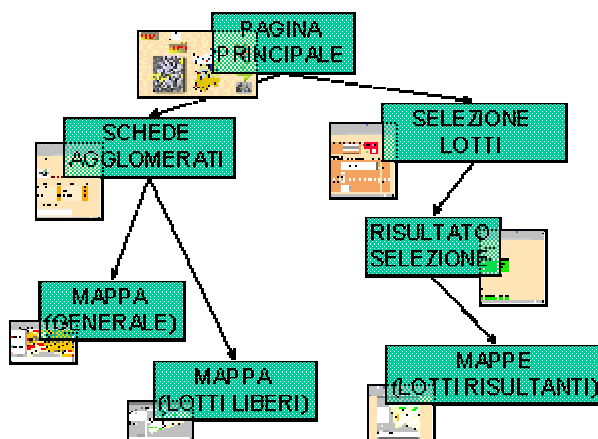 PAGINA
PRINCIPALE
SCHEDE
AGGLOMERATI
SELEZIONE
LOTTI
RISULTATO
SELEZIONE
MAPPA
(GENERALE)
MAPPA
(LOTTI LIBERI)
MAPPE
(LOTTI RISULTANTI)